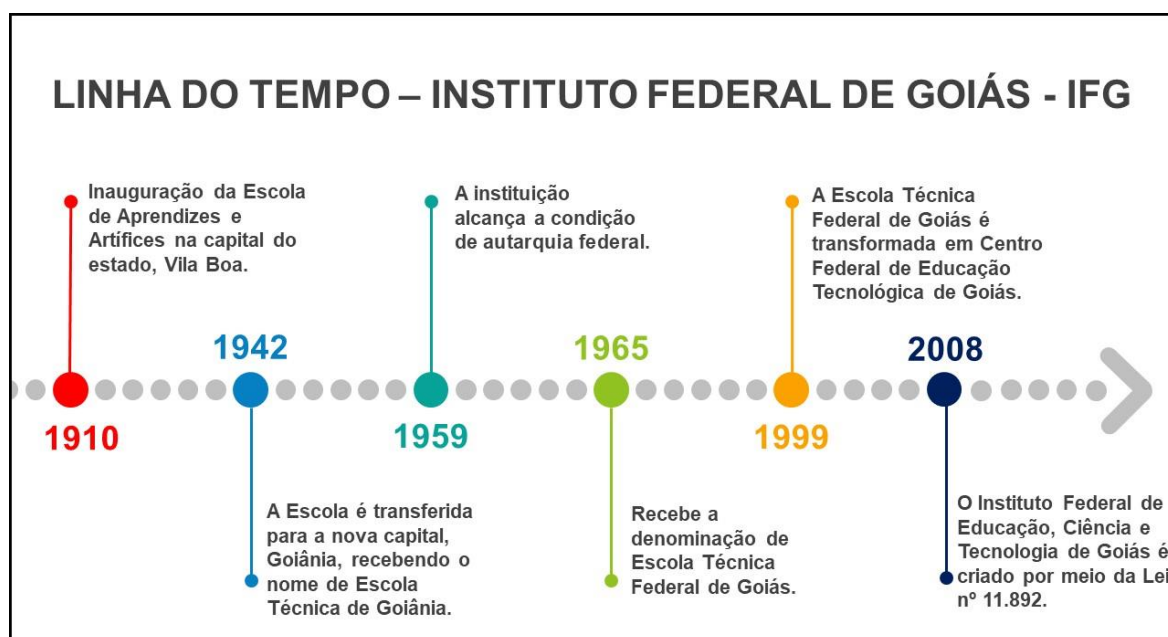 LINHA DO TEMPO – INSTITUTO FEDERAL DE GOIÁS - IFG
Inauguração da Escola
de Aprendizes e
Artífices na capital do
estado, Vila Boa.
1910
1942
A Escola é transferida
para a nova capital,
Goiânia, recebendo o
nome de Escola
Técnica de Goiânia.
A instituição
alcança a condição
de autarquia federal.
1959
1965
Recebe a
denominação de
Escola Técnica
Federal de Goiás.
A Escola Técnica
Federal de Goiás é
transformada em Centro
Federal de Educação
Tecnológica de Goiás.
1999
2008
O Instituto Federal de
Educação, Ciência e
Tecnologia de Goiás é
criado por meio da Lei
nº 11.892.